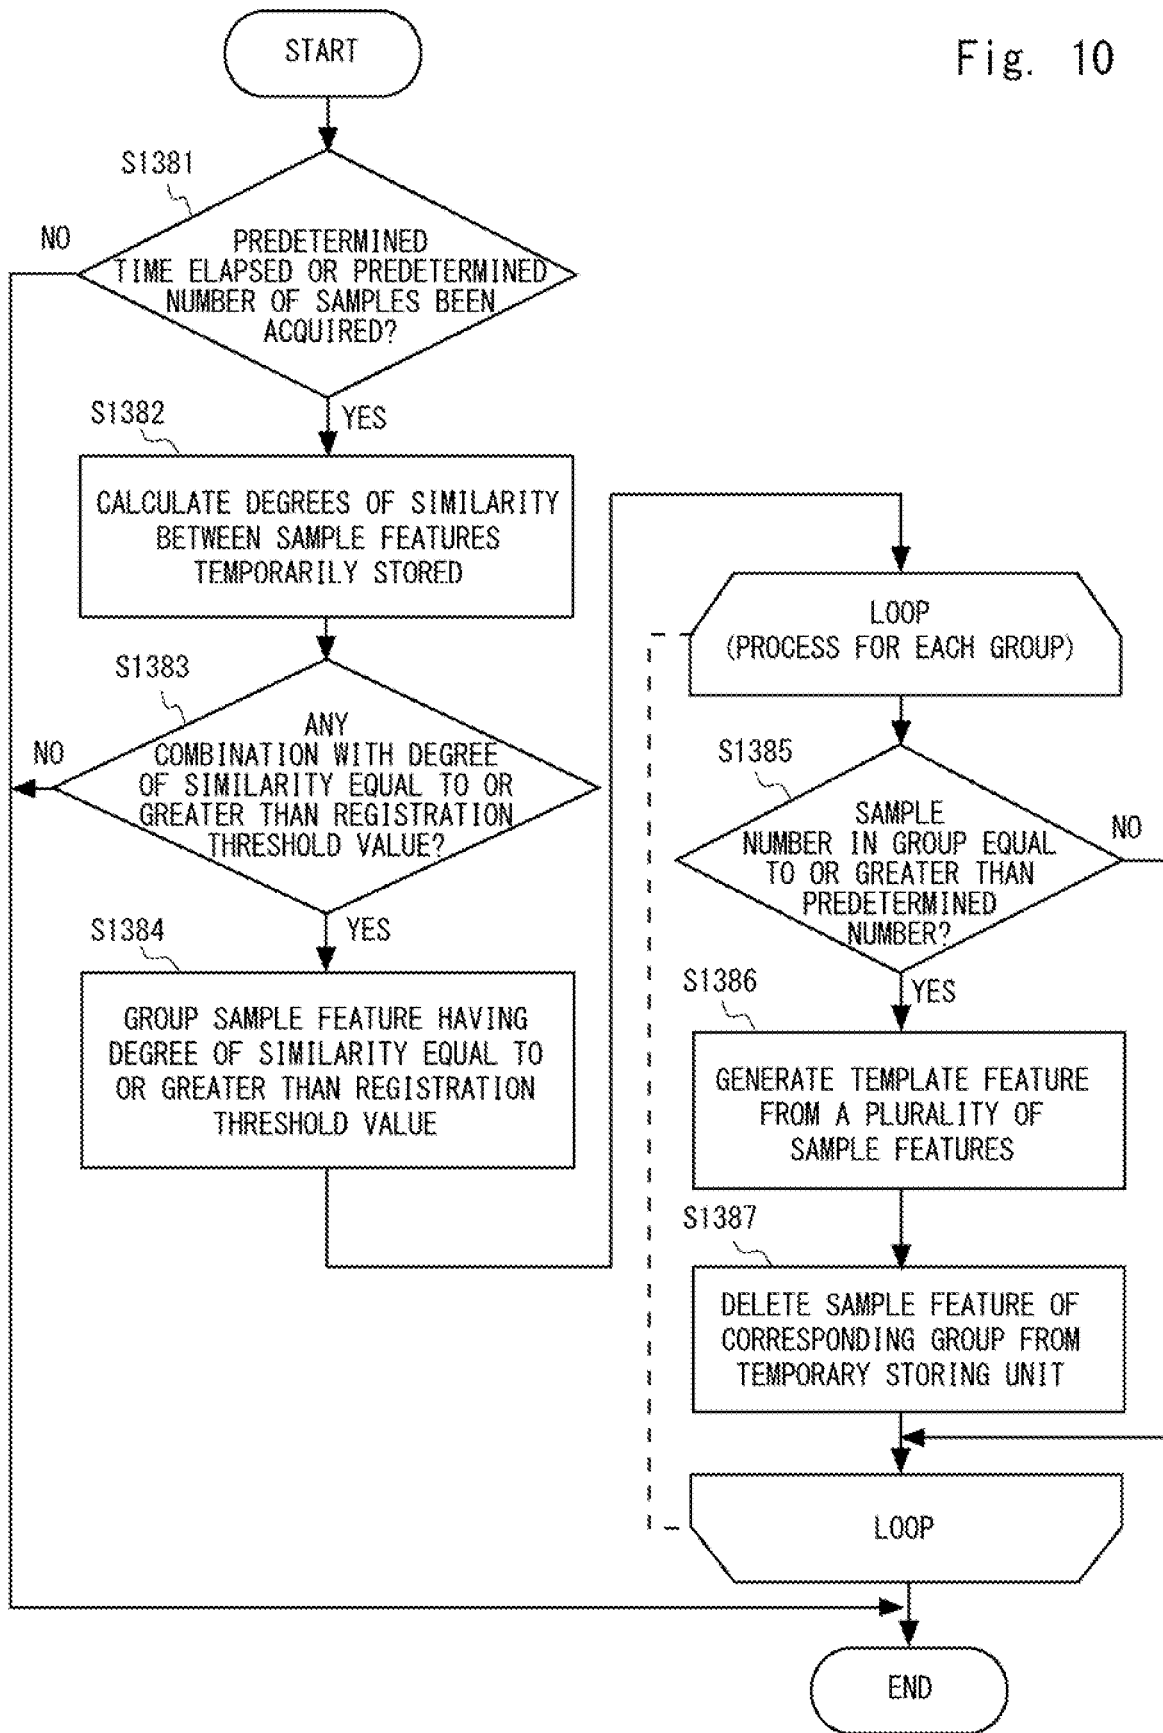 Fig. 10
START
S1381
NO
PREDETERMINED
TIME ELAPSED OR PREDETERMINED
NUMBER OF SAMPLES BEEN
ACQUIRED?
YES
S1382
CALCULATE DEGREES OF SIMILARITY
BETWEEN SAMPLE FEATURES
TEMPORARILY STORED
S1383
NO
ANY
COMBINATION WITH DEGREE
OF SIMILARITY EQUAL TO OR
GREATER THAN REGISTRATION
THRESHOLD VALUE?
YES
S1384
GROUP SAMPLE FEATURE HAVING
DEGREE OF SIMILARITY EQUAL TO
OR GREATER THAN REGISTRATION
THRESHOLD VALUE
LOOP
(PROCESS FOR EACH GROUP)
S1385
NO
SAMPLE
NUMBER IN GROUP EQUAL
TO OR GREATER THAN
PREDETERMINED
NUMBER?
YES
S1386
GENERATE TEMPLATE FEATURE
FROM A PLURALITY OF
SAMPLE FEATURES
S1387
DELETE SAMPLE FEATURE OF
CORRESPONDING GROUP FROM
TEMPORARY STORING UNIT
LOOP
END